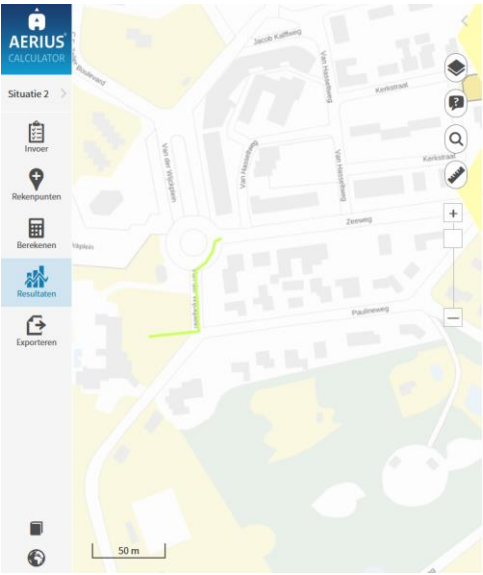 AERIUS
CALCULATOR
Situatie 2
Invoer
Rekenpunten
Berekenen
Resultaten
Exporteren
Jacob Kalffweg
Boulevard
Van Hasseltweg
Kerkstraat
Van der Wijckplein
Van Hasseltweg
Van Hasseltweg
Kerkstraat
Zeeweg
Paulineweg
50 m
?
+
−